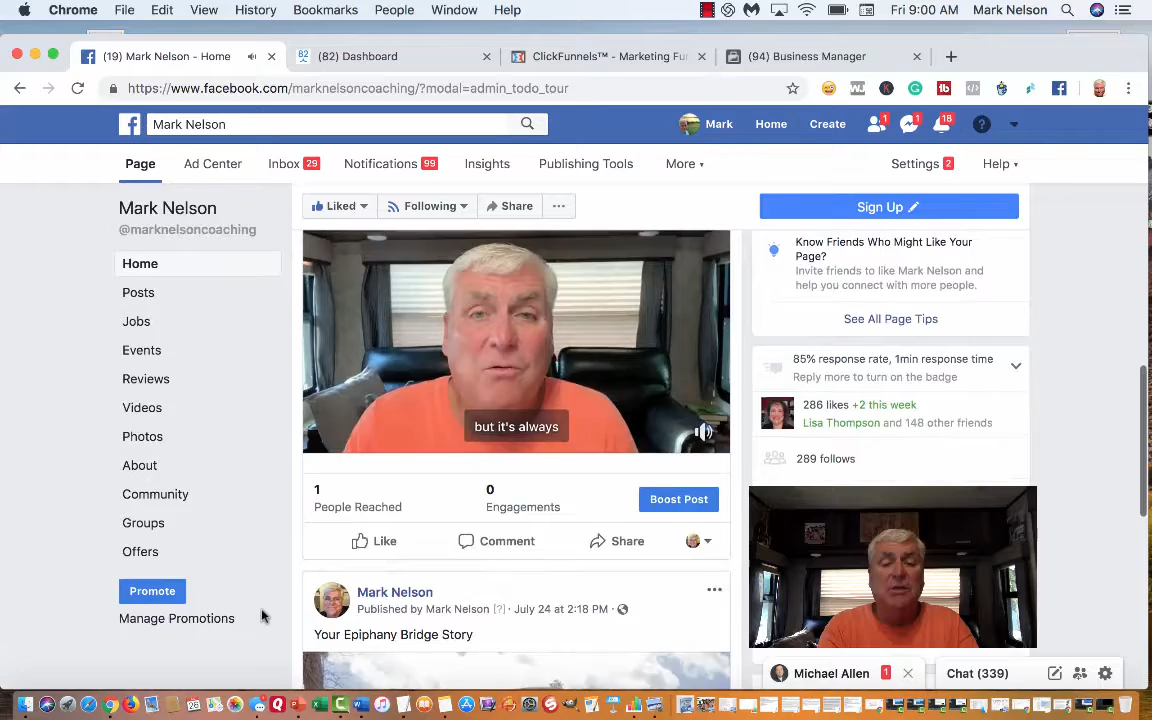 Chrome File Edit View History Bookmarks People Window Help Fri 9:00 AM Mark Nelson
(19) Mark Nelson - Home (82) Dashboard ClickFunnels™ - Marketing Fu (94) Business Manager
https://www.facebook.com/marknelsoncoaching/?modal=admin_todo_tour
Mark Nelson Mark Home Create 1 1 16
Page Ad Center Inbox 29 Notifications 99 Insights Publishing Tools More Settings 2 Help
Mark Nelson
@marknelsoncoaching
Home
Posts
Jobs
Events
Reviews
Videos
Photos
About
Community
Groups
Offers
Promote
Manage Promotions
Liked Following Share ...
Sign Up
but it's always
1
People Reached
0
Engagements
Boost Post
Like Comment Share
Mark Nelson
Published by Mark Nelson [?] · July 24 at 2:18 PM ·
Your Epiphany Bridge Story
Know Friends Who Might Like Your
Page?
Invite friends to like Mark Nelson and
help you connect with more people.
See All Page Tips
85% response rate, 1min response time
Reply more to turn on the badge
286 likes +2 this week
Lisa Thompson and 148 other friends
289 follows
Michael Allen 1
Chat (339)